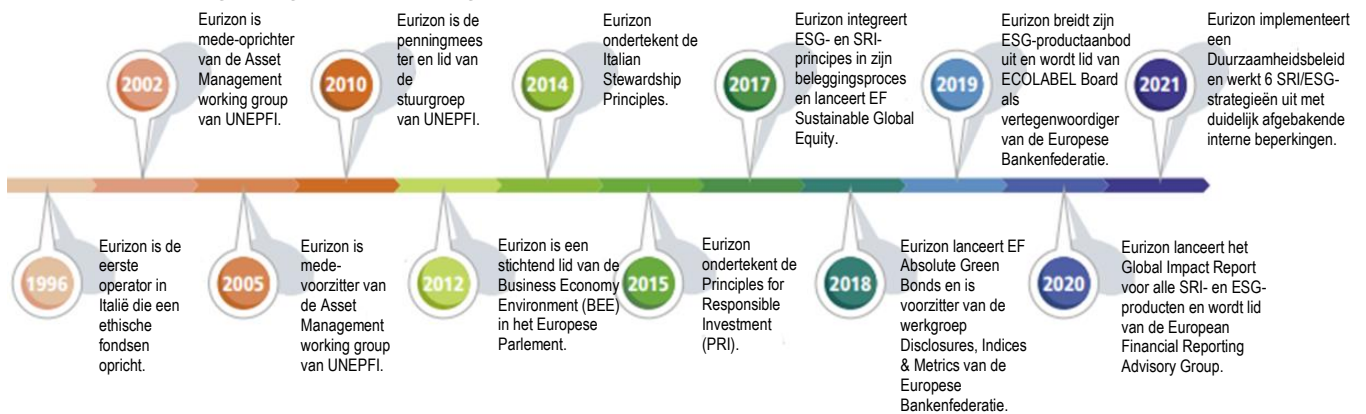 2002
Eurizon is
mede-oprichter
van de Asset
Management
working group
van UNEPFI.
2010
Eurizon is de
penningmees
ter en lid van
de
stuurgroep
van UNEPFI.
2014
Eurizon
ondertekent de
Italian
Stewardship
Principles.
2017
Eurizon integreert
ESG- en SRI-
principes in zijn
beleggingsproces
en lanceert EF
Sustainable Global
Equity.
2019
Eurizon breidt zijn
ESG-productaanbod
uit en wordt lid van
ECOLABEL Board
als
vertegenwoordiger
van de Europese
Bankenfederatie.
2021
Eurizon implementeert
een
Duurzaamheidsbeleid
en werkt 6 SRI/ESG-
strategieën uit met
duidelijk afgebakende
interne beperkingen.
1996
Eurizon is de
eerste
operator in
Italië die een
ethische
fondsen
opricht.
2005
Eurizon is
mede-
voorzitter van
de Asset
Management
working group
van UNEPFI.
2012
Eurizon is een
stichtend lid van de
Business Economy
Environment (BEE)
in het Europese
Parlement.
2015
Eurizon
ondertekent de
Principles for
Responsible
Investment
(PRI).
2018
Eurizon lanceert EF
Absolute Green
Bonds en is
voorzitter van de
werkgroep
Disclosures, Indices
& Metrics van de
Europese
Bankenfederatie.
2020
Eurizon lanceert het
Global Impact Report
voor alle SRI- en ESG-
producten en wordt lid
van de European
Financial Reporting
Advisory Group.